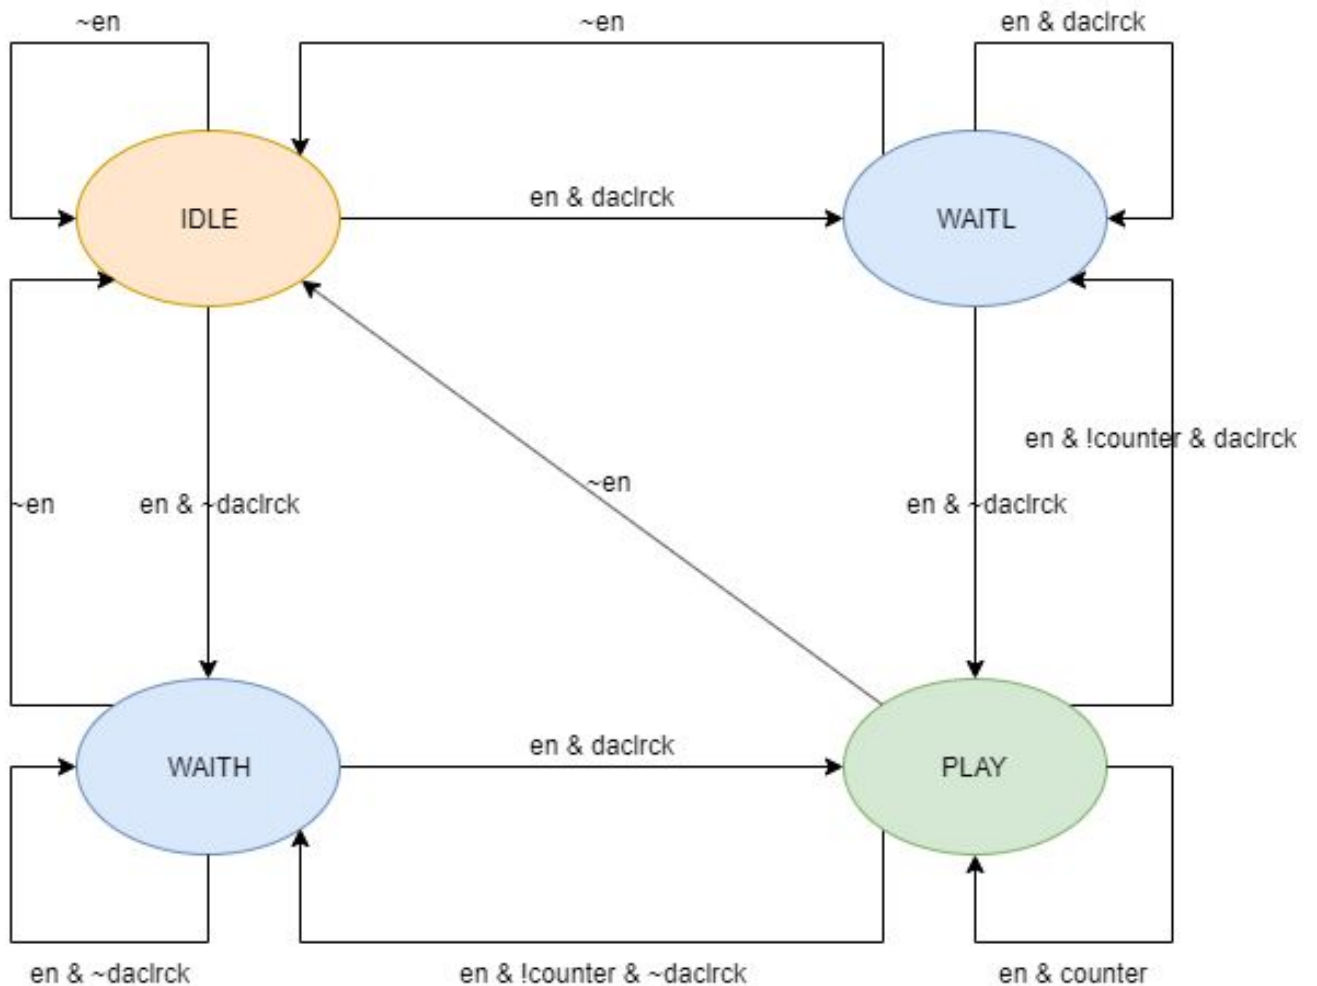 ~en
~en
en & daclrck
IDLE
en & daclrck
WAITL
en & !counter & daclrck
~en
~en
en & ~daclrck
en & ~daclrck
en & daclrck
WAITH
PLAY
en & ~daclrck
en & !counter & ~daclrck
en & counter